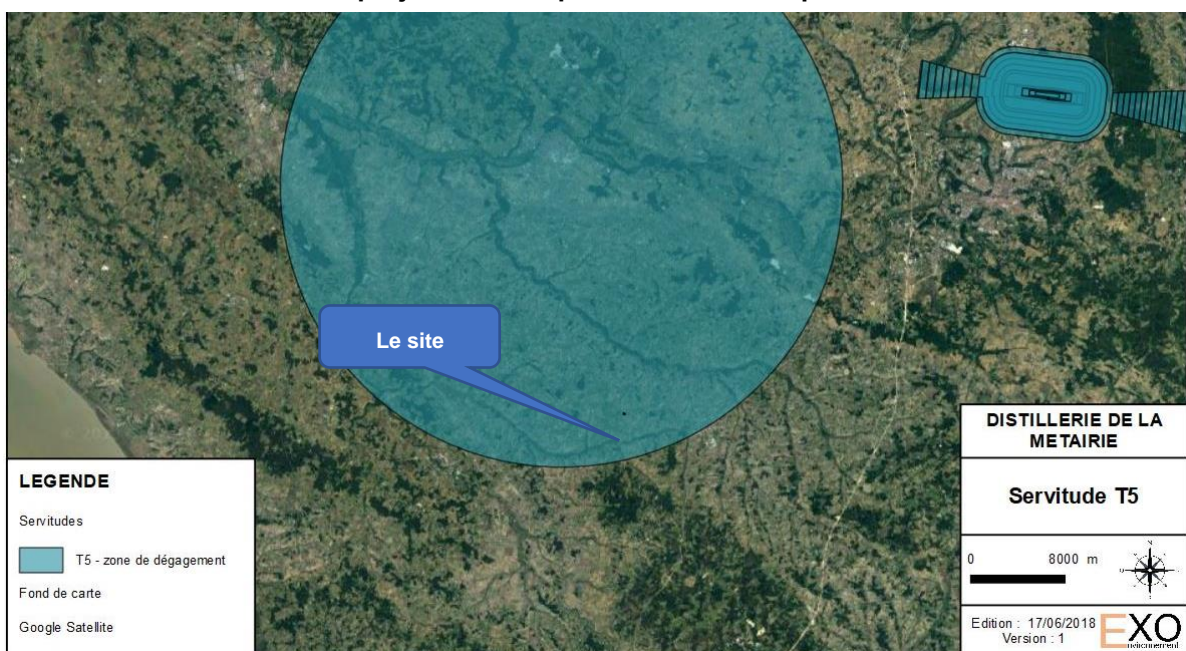 Le site
LEGENDE
Servitudes
T5 - zone de dégagement
Fond de carte
Google Satellite
DISTILLERIE DE LA
METAIRIE
Servitude T5
0 8000 m
N
Edition : 17/06/2018
Version : 1
EXO